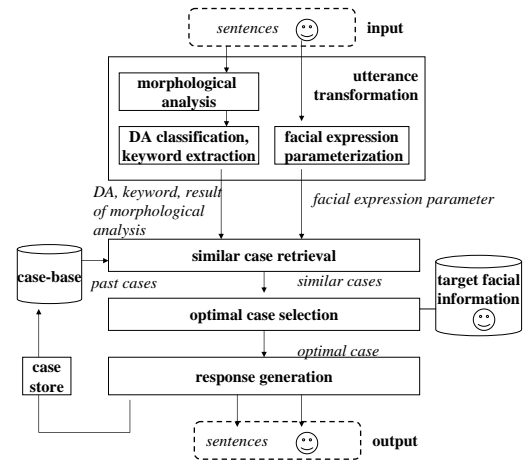 sentences
input
utterance
transformation
morphological
analysis
DA classification,
keyword extraction
facial expression
parameterization
DA, keyword, result
of morphological
analysis
facial expression parameter
similar case retrieval
case-base
past cases
similar cases
target facial
information
optimal case selection
optimal case
case
store
response generation
sentences
output